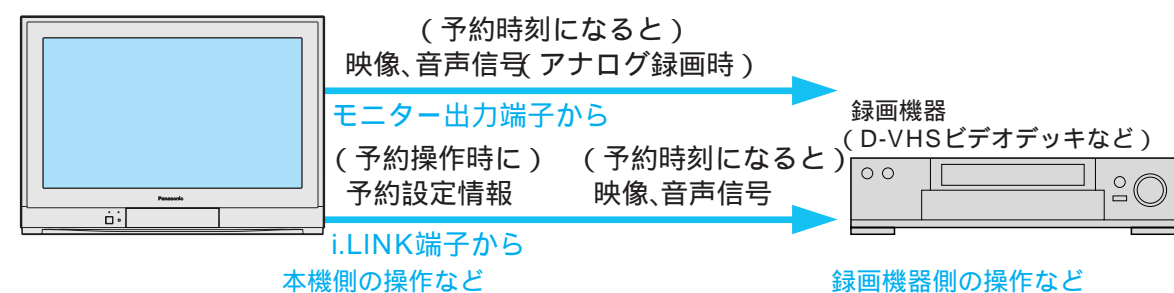 (予約時刻になると)
映像、音声信号(アナログ録画時)
モニター出力端子から
録画機器
(D-VHSビデオデッキなど)
(予約操作時に) (予約時刻になると)
予約設定情報 映像、音声信号
Panasonic
i.LINK端子から
本機側の操作など 録画機器側の操作など